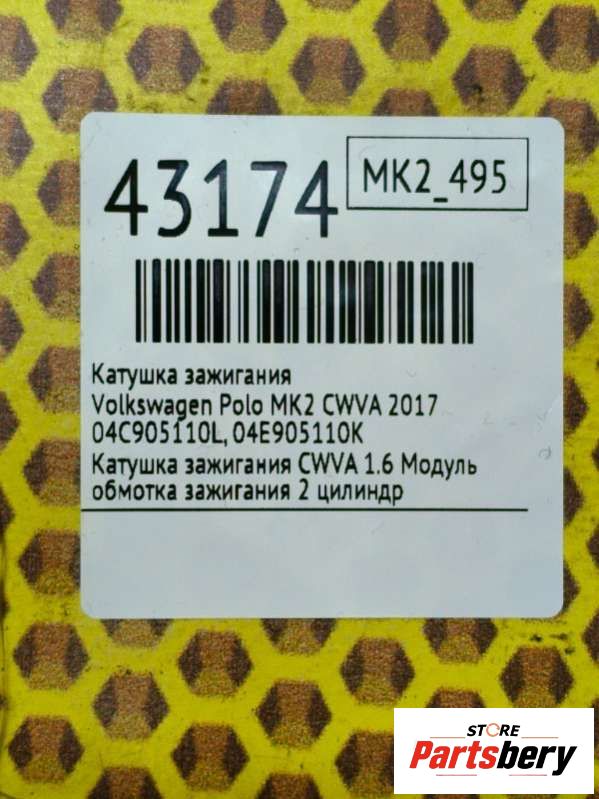 43174
MK2_495
Катушка зажигания
Volkswagen Polo MK2 CWVA 2017
04C905110L, 04E905110K
Катушка зажигания CWVA 1.6 Модуль
обмотка зажигания 2 цилиндр
STORE
Partsbery